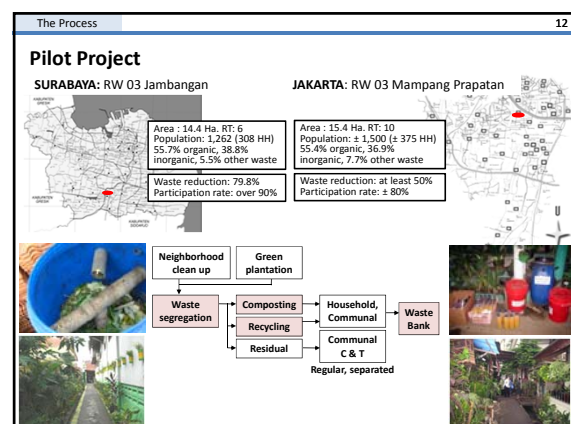 The Process
12
Pilot Project
SURABAYA: RW 03 Jambangan
JAKARTA: RW 03 Mampang Prapatan
Area : 14.4 Ha. RT: 6
Population: 1,262 (308 HH)
55.7% organic, 38.8%
inorganic, 5.5% other waste
Waste reduction: 79.8%
Participation rate: over 90%
Area : 15.4 Ha. RT: 10
Population: ± 1,500 (± 375 HH)
55.4% organic, 36.9%
inorganic, 7.7% other waste
Waste reduction: at least 50%
Participation rate: ± 80%
Neighborhood
clean up
Green
plantation
Waste
segregation
Composting
Recycling
Residual
Household,
Communal
Communal
C & T
Regular, separated
Waste
Bank